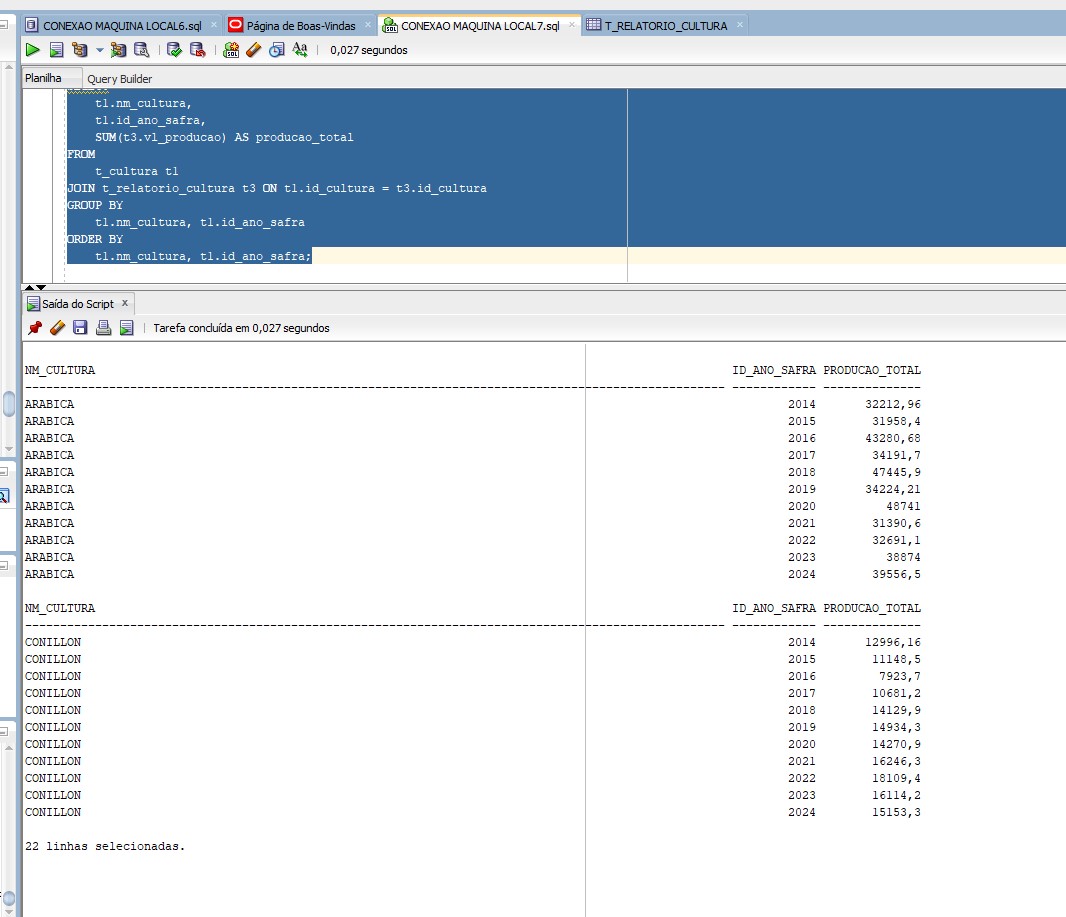 CONEXAO MAQUINA LOCAL6.sql
Página de Boas-Vindas
CONEXAO MAQUINA LOCAL7.sql
T_RELATORIO_CULTURA
0,027 segundos
Planilha
Query Builder
t1.nm_cultura,
t1.id_ano_safra,
SUM(t3.vl_producao) AS producao_total
FROM
t_cultura t1
JOIN t_relatorio_cultura t3 ON t1.id_cultura = t3.id_cultura
GROUP BY
t1.nm_cultura, t1.id_ano_safra
ORDER BY
t1.nm_cultura, t1.id_ano_safra;
Saída do Script x
Tarefa concluída em 0,027 segundos
NM_CULTURA ID_ANO_SAFRA PRODUCAO_TOTAL
ARABICA 2014 32212,96
ARABICA 2015 31958,4
ARABICA 2016 43280,68
ARABICA 2017 34191,7
ARABICA 2018 47445,9
ARABICA 2019 34224,21
ARABICA 2020 48741
ARABICA 2021 31390,6
ARABICA 2022 32691,1
ARABICA 2023 38874
ARABICA 2024 39556,5
NM_CULTURA ID_ANO_SAFRA PRODUCAO_TOTAL
CONILLON 2014 12996,16
CONILLON 2015 11148,5
CONILLON 2016 7923,7
CONILLON 2017 10681,2
CONILLON 2018 14129,9
CONILLON 2019 14934,3
CONILLON 2020 14270,9
CONILLON 2021 16246,3
CONILLON 2022 18109,4
CONILLON 2023 16114,2
CONILLON 2024 15153,3
22 linhas selecionadas.